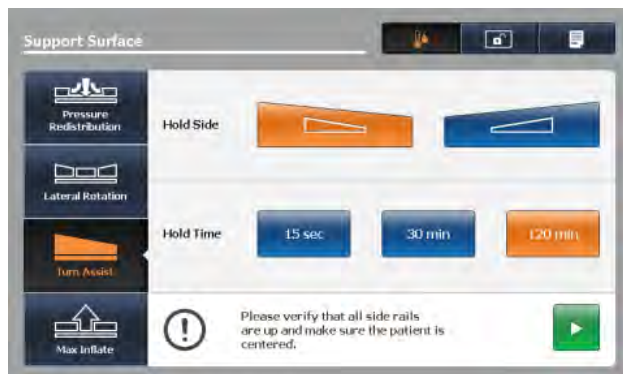 Support Surface
Pressure
Redistribution
Hold Side
Lateral Rotation
Turn Assist
Hold Time
15 sec
30 min
120 min
Max Inflate
Please verify that all side rails
are up and make sure the patient is
centered.